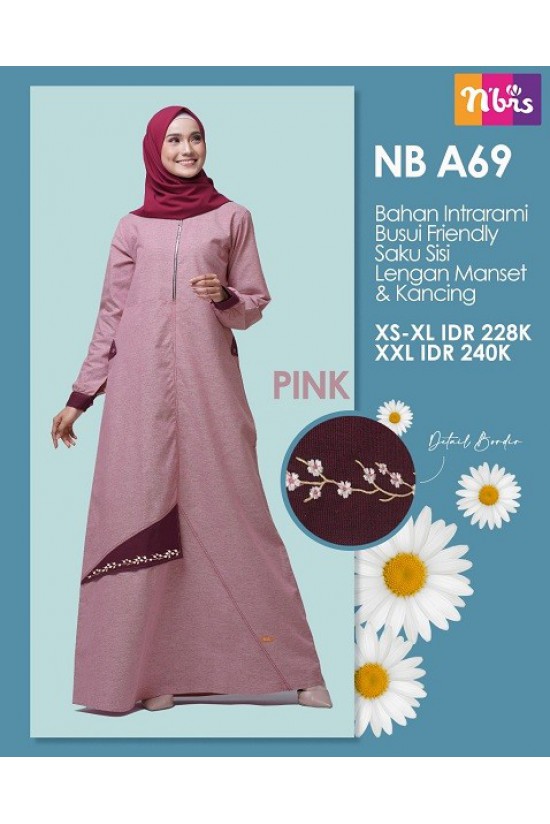 n'brs
NB A69
Bahan Intrarami
Busui Friendly
Saku Sisi
Lengan Manset
& Kancing
XS-XL IDR 228K
XXL IDR 240K
PINK
Detail Bordir